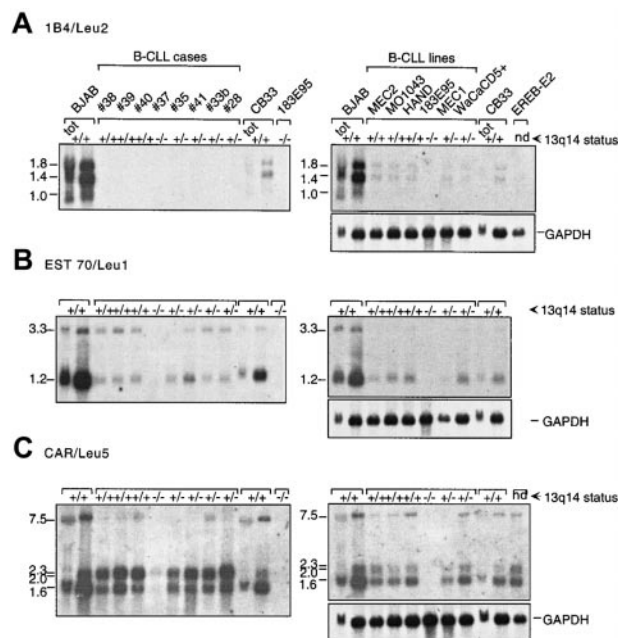 A 1B4/Leu2
B-CLL cases
B-CLL lines
BJAB #38 #39 #40 #37 #35 #41 #33b #28 CB33 183E95
BJAB MEC2 MO1043 HAND 183E95 MEC1 WaCaCD5+ CB33 EREB-E2
tot tot
tot tot nd
+/+ +/+ +/+ +/+ -/- +/- +/- +/- +/- +/+ -/-
+/+ +/+ +/+ +/+ -/- +/- +/- +/+ 13q14 status
1.8
1.4
1.0
1.8
1.4
1.0
GAPDH
B EST 70/Leu1
+/+ +/+ +/+ +/+ -/- +/- +/- +/- +/- +/+ -/-
+/+ +/+ +/+ +/+ -/- +/- +/- +/+ 13q14 status
3.3
1.2
3.3
1.2
GAPDH
C CAR/Leu5
+/+ +/+ +/+ +/+ -/- +/- +/- +/- +/- +/+ -/-
+/+ +/+ +/+ +/+ -/- +/- +/- +/+ nd 13q14 status
7.5
2.3
2.0
1.6
7.5
2.3
2.0
1.6
GAPDH